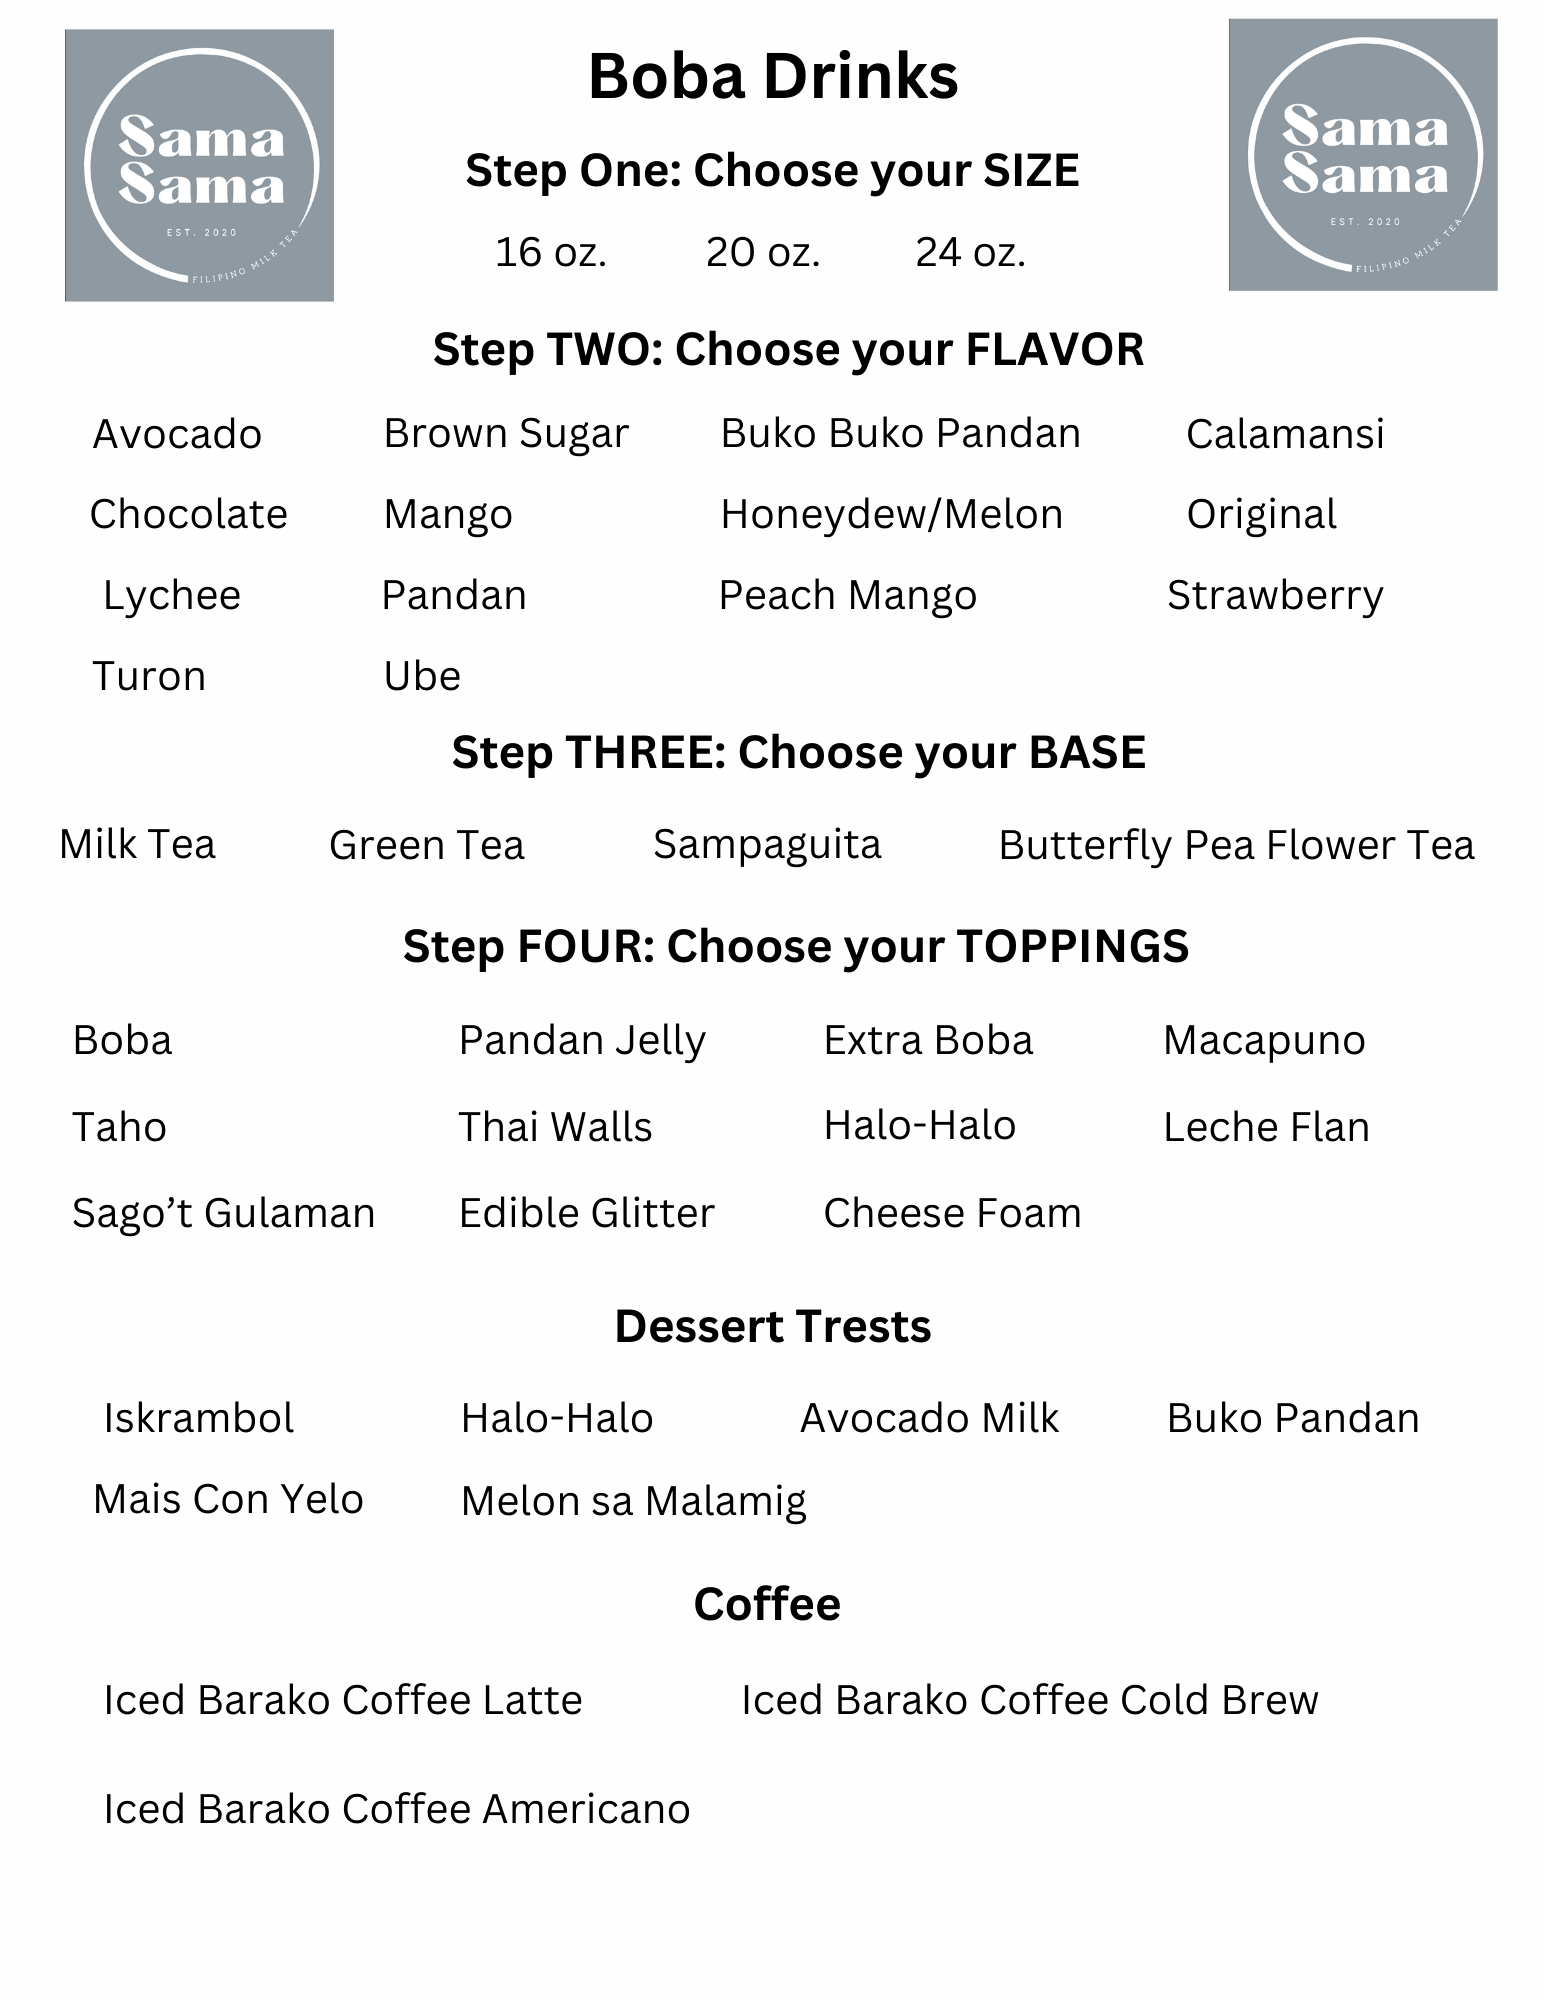 Sama
Sama
EST. 2020
FILIPINO MILK TEA
Boba Drinks
Sama
Sama
EST. 2020
FILIPINO MILK TEA
Step One: Choose your SIZE
16 oz. 20 oz. 24 oz.
Step TWO: Choose your FLAVOR
Avocado Brown Sugar Buko Buko Pandan Calamansi
Chocolate Mango Honeydew/Melon Original
Lychee Pandan Peach Mango Strawberry
Turon Ube
Step THREE: Choose your BASE
Milk Tea Green Tea Sampaguita Butterfly Pea Flower Tea
Step FOUR: Choose your TOPPINGS
Boba Pandan Jelly Extra Boba Macapuno
Taho Thai Walls Halo-Halo Leche Flan
Sago’t Gulaman Edible Glitter Cheese Foam
Dessert Trests
Iskrambol Halo-Halo Avocado Milk Buko Pandan
Mais Con Yelo Melon sa Malamig
Coffee
Iced Barako Coffee Latte Iced Barako Coffee Cold Brew
Iced Barako Coffee Americano